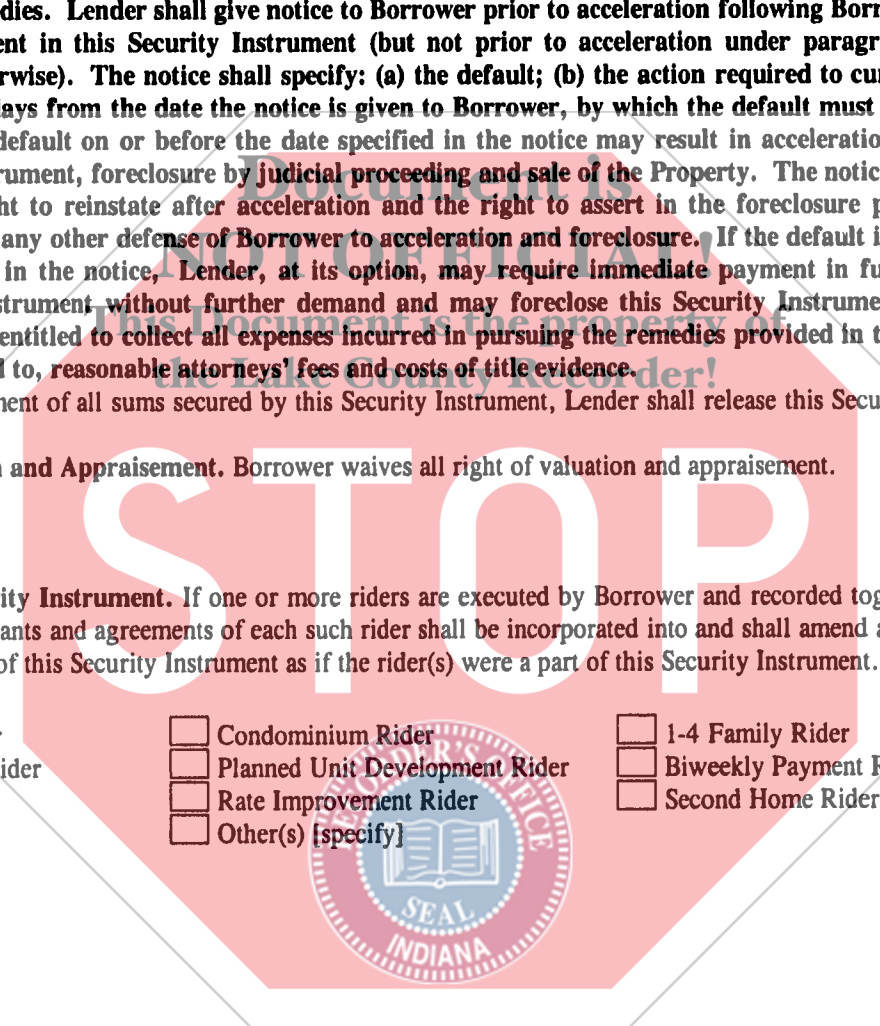 dies. Lender shall give notice to Borrower prior to acceleration following Borr
ent in this Security Instrument (but not prior to acceleration under paragr
rwise). The notice shall specify: (a) the default; (b) the action required to cu
ays from the date the notice is given to Borrower, by which the default must
default on or before the date specified in the notice may result in acceleratio
rument, foreclosure by judicial proceeding and sale of the Property. The notic
ht to reinstate after acceleration and the right to assert in the foreclosure p
any other defense of Borrower to acceleration and foreclosure. If the default i
in the notice, Lender, at its option, may require immediate payment in fu
strument without further demand and may foreclose this Security Instrume
entitled to collect all expenses incurred in pursuing the remedies provided in t
d to, reasonable attorneys' fees and costs of title evidence.
Document is
NOT OFFICIAL!
This Document is the property of
the Lake County Recorder!
ment of all sums secured by this Security Instrument, Lender shall release this Secu
n and Appraisement. Borrower waives all right of valuation and appraisement.
STOP
ity Instrument. If one or more riders are executed by Borrower and recorded tog
ants and agreements of each such rider shall be incorporated into and shall amend a
of this Security Instrument as if the rider(s) were a part of this Security Instrument.
Condominium Rider
1-4 Family Rider
ider
Planned Unit Development Rider
Biweekly Payment R
Rate Improvement Rider
Second Home Rider
Other(s) [specify]
RECORDER'S OFFICE
SEAL
INDIANA